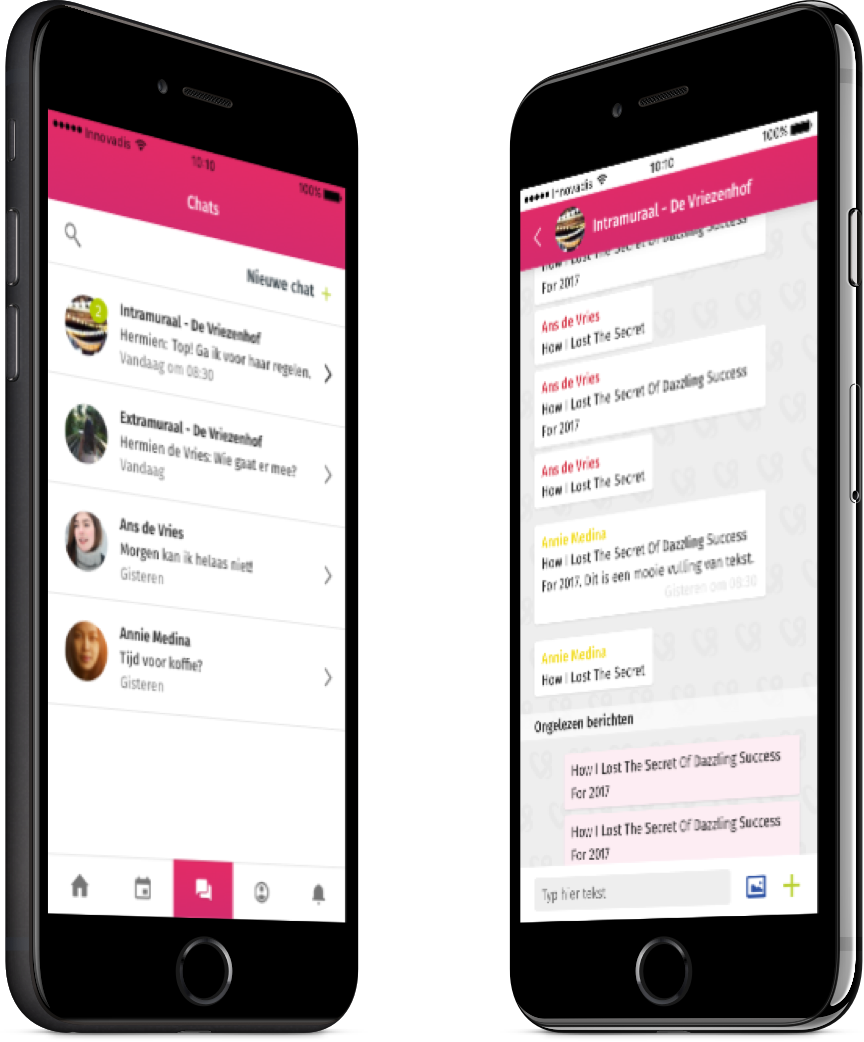 Innovadis
10:10
100%
Chats
Nieuwe chat +
2
Intramuraal - De Vriezenhof
Hermien: Top! Ga ik voor haar regelen.
Vandaag om 08:30
Extramuraal - De Vriezenhof
Hermien de Vries: Wie gaat er mee?
Vandaag
Ans de Vries
Morgen kan ik helaas niet!
Gisteren
Annie Medina
Tijd voor koffie?
Gisteren
Innovadis
10:10
100%
Intramuraal - De Vriezenhof
How I Lost The Secret Of Dazzling Success
For 2017
Ans de Vries
How I Lost The Secret
Ans de Vries
How I Lost The Secret Of Dazzling Success
For 2017
Ans de Vries
How I Lost The Secret
Annie Medina
How I Lost The Secret Of Dazzling Success
For 2017. Dit is een mooie vulling van tekst.
Gisteren om 08:30
Annie Medina
How I Lost The Secret
Ongelezen berichten
How I Lost The Secret Of Dazzling Success
For 2017
How I Lost The Secret Of Dazzling Success
For 2017
Typ hier tekst